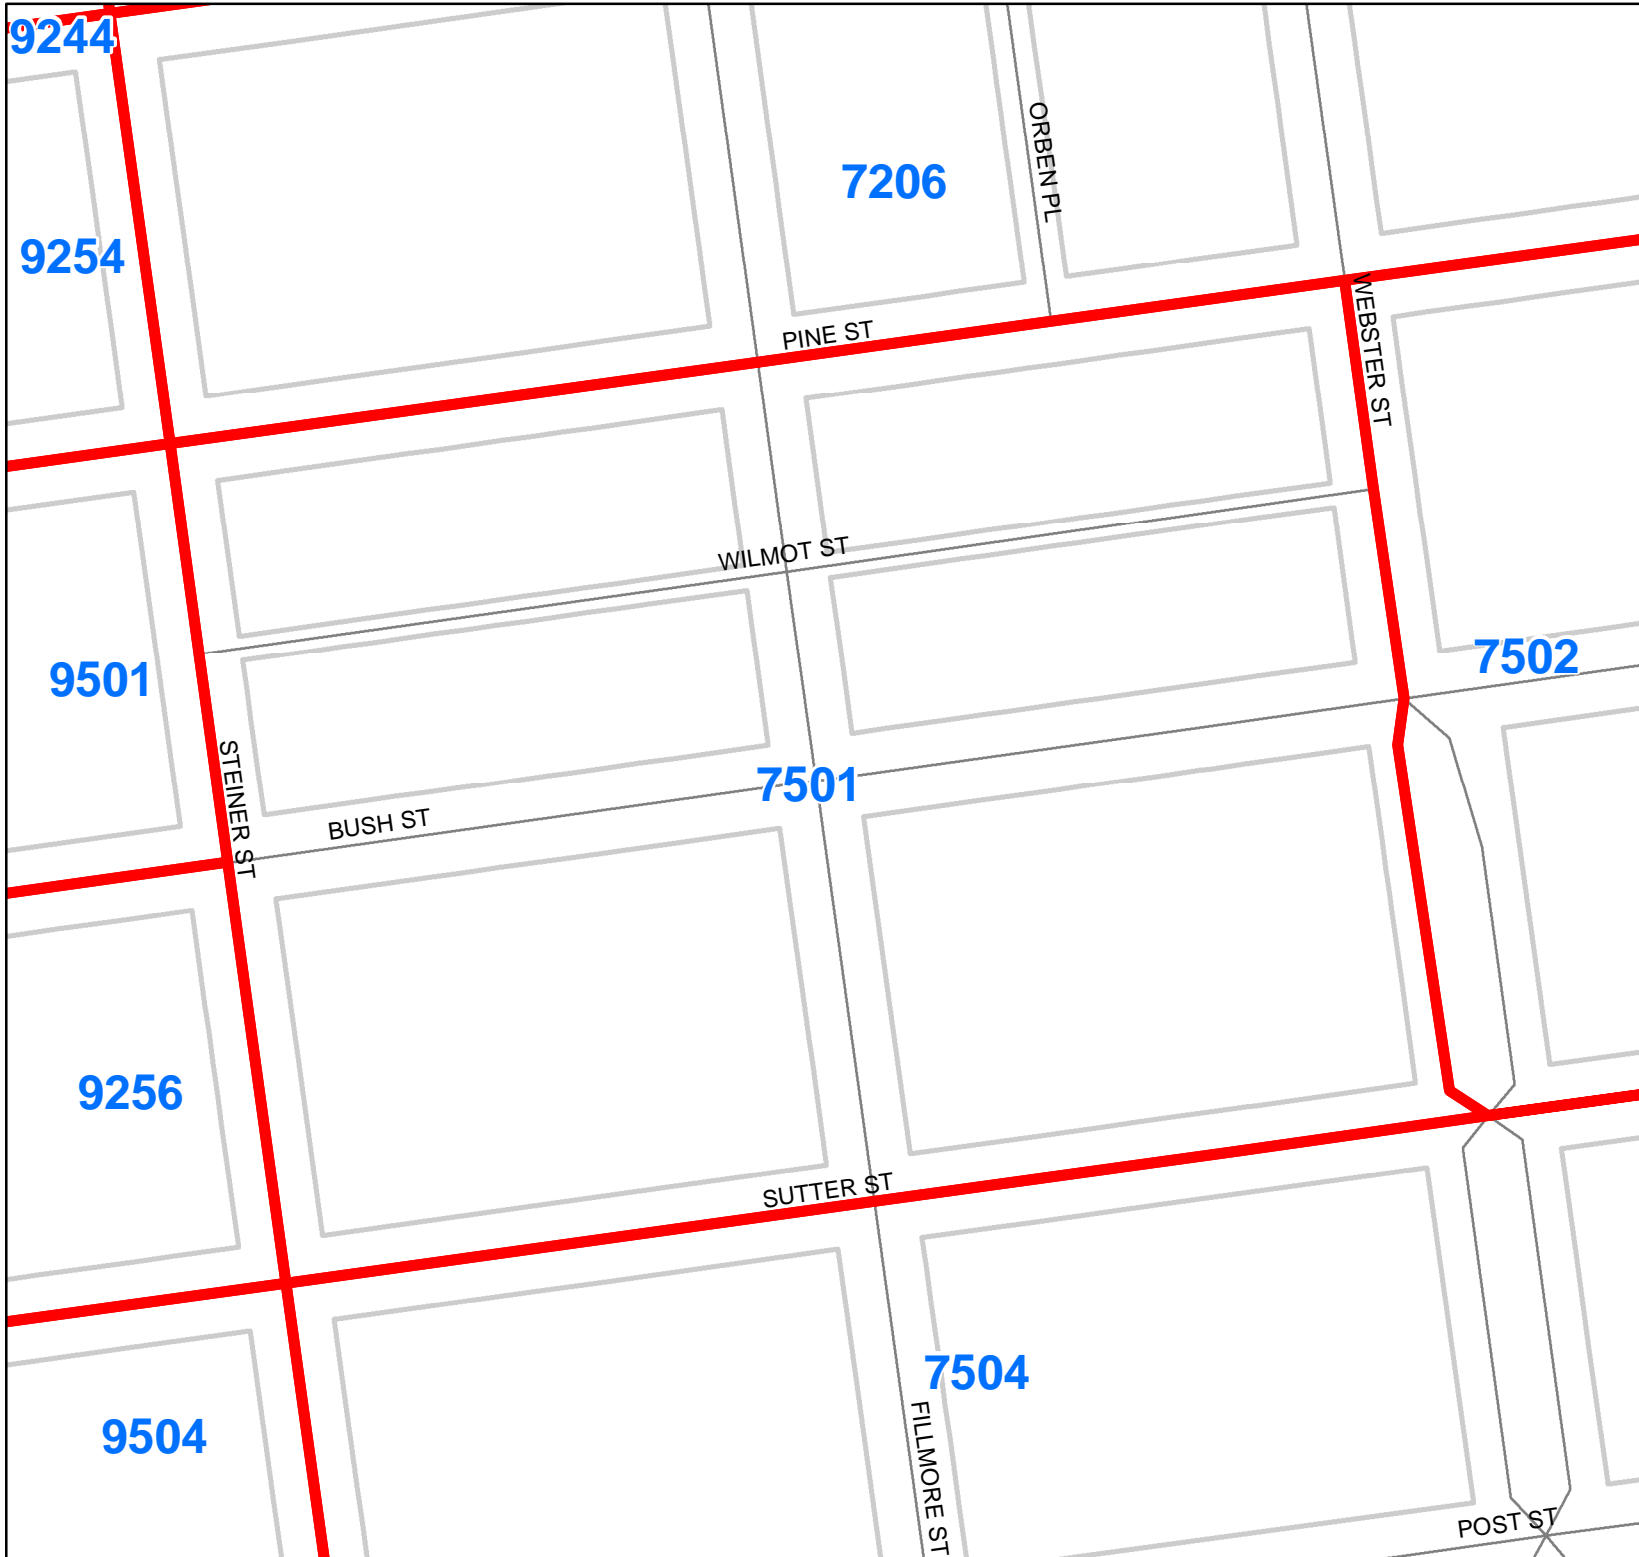 9244
ORBEN PL
7206
9254
PINE ST
WEBSTER ST
WILMOT ST
7502
9501
STEINER ST
7501
BUSH ST
9256
SUTTER ST
7504
9504
FILLMORE ST
POST ST